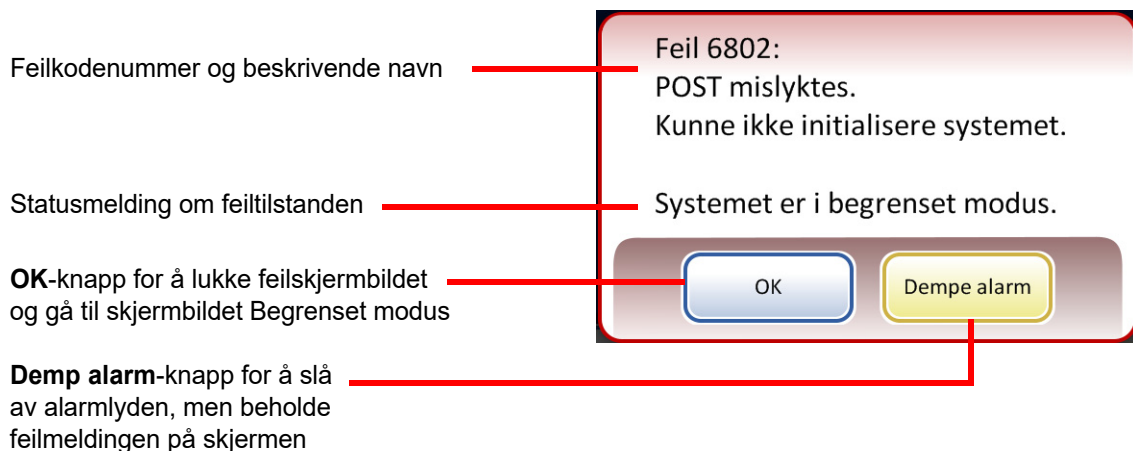 Feilkodenummer og beskrivende navn
Feil 6802:
POST mislyktes.
Kunne ikke initialisere systemet.
Statusmelding om feiltilstanden
Systemet er i begrenset modus.
OK-knapp for å lukke feilskjermbildet
og gå til skjermbildet Begrenset modus
OK
Dempe alarm
Demp alarm-knapp for å slå
av alarmlyden, men beholde
feilmeldingen på skjermen